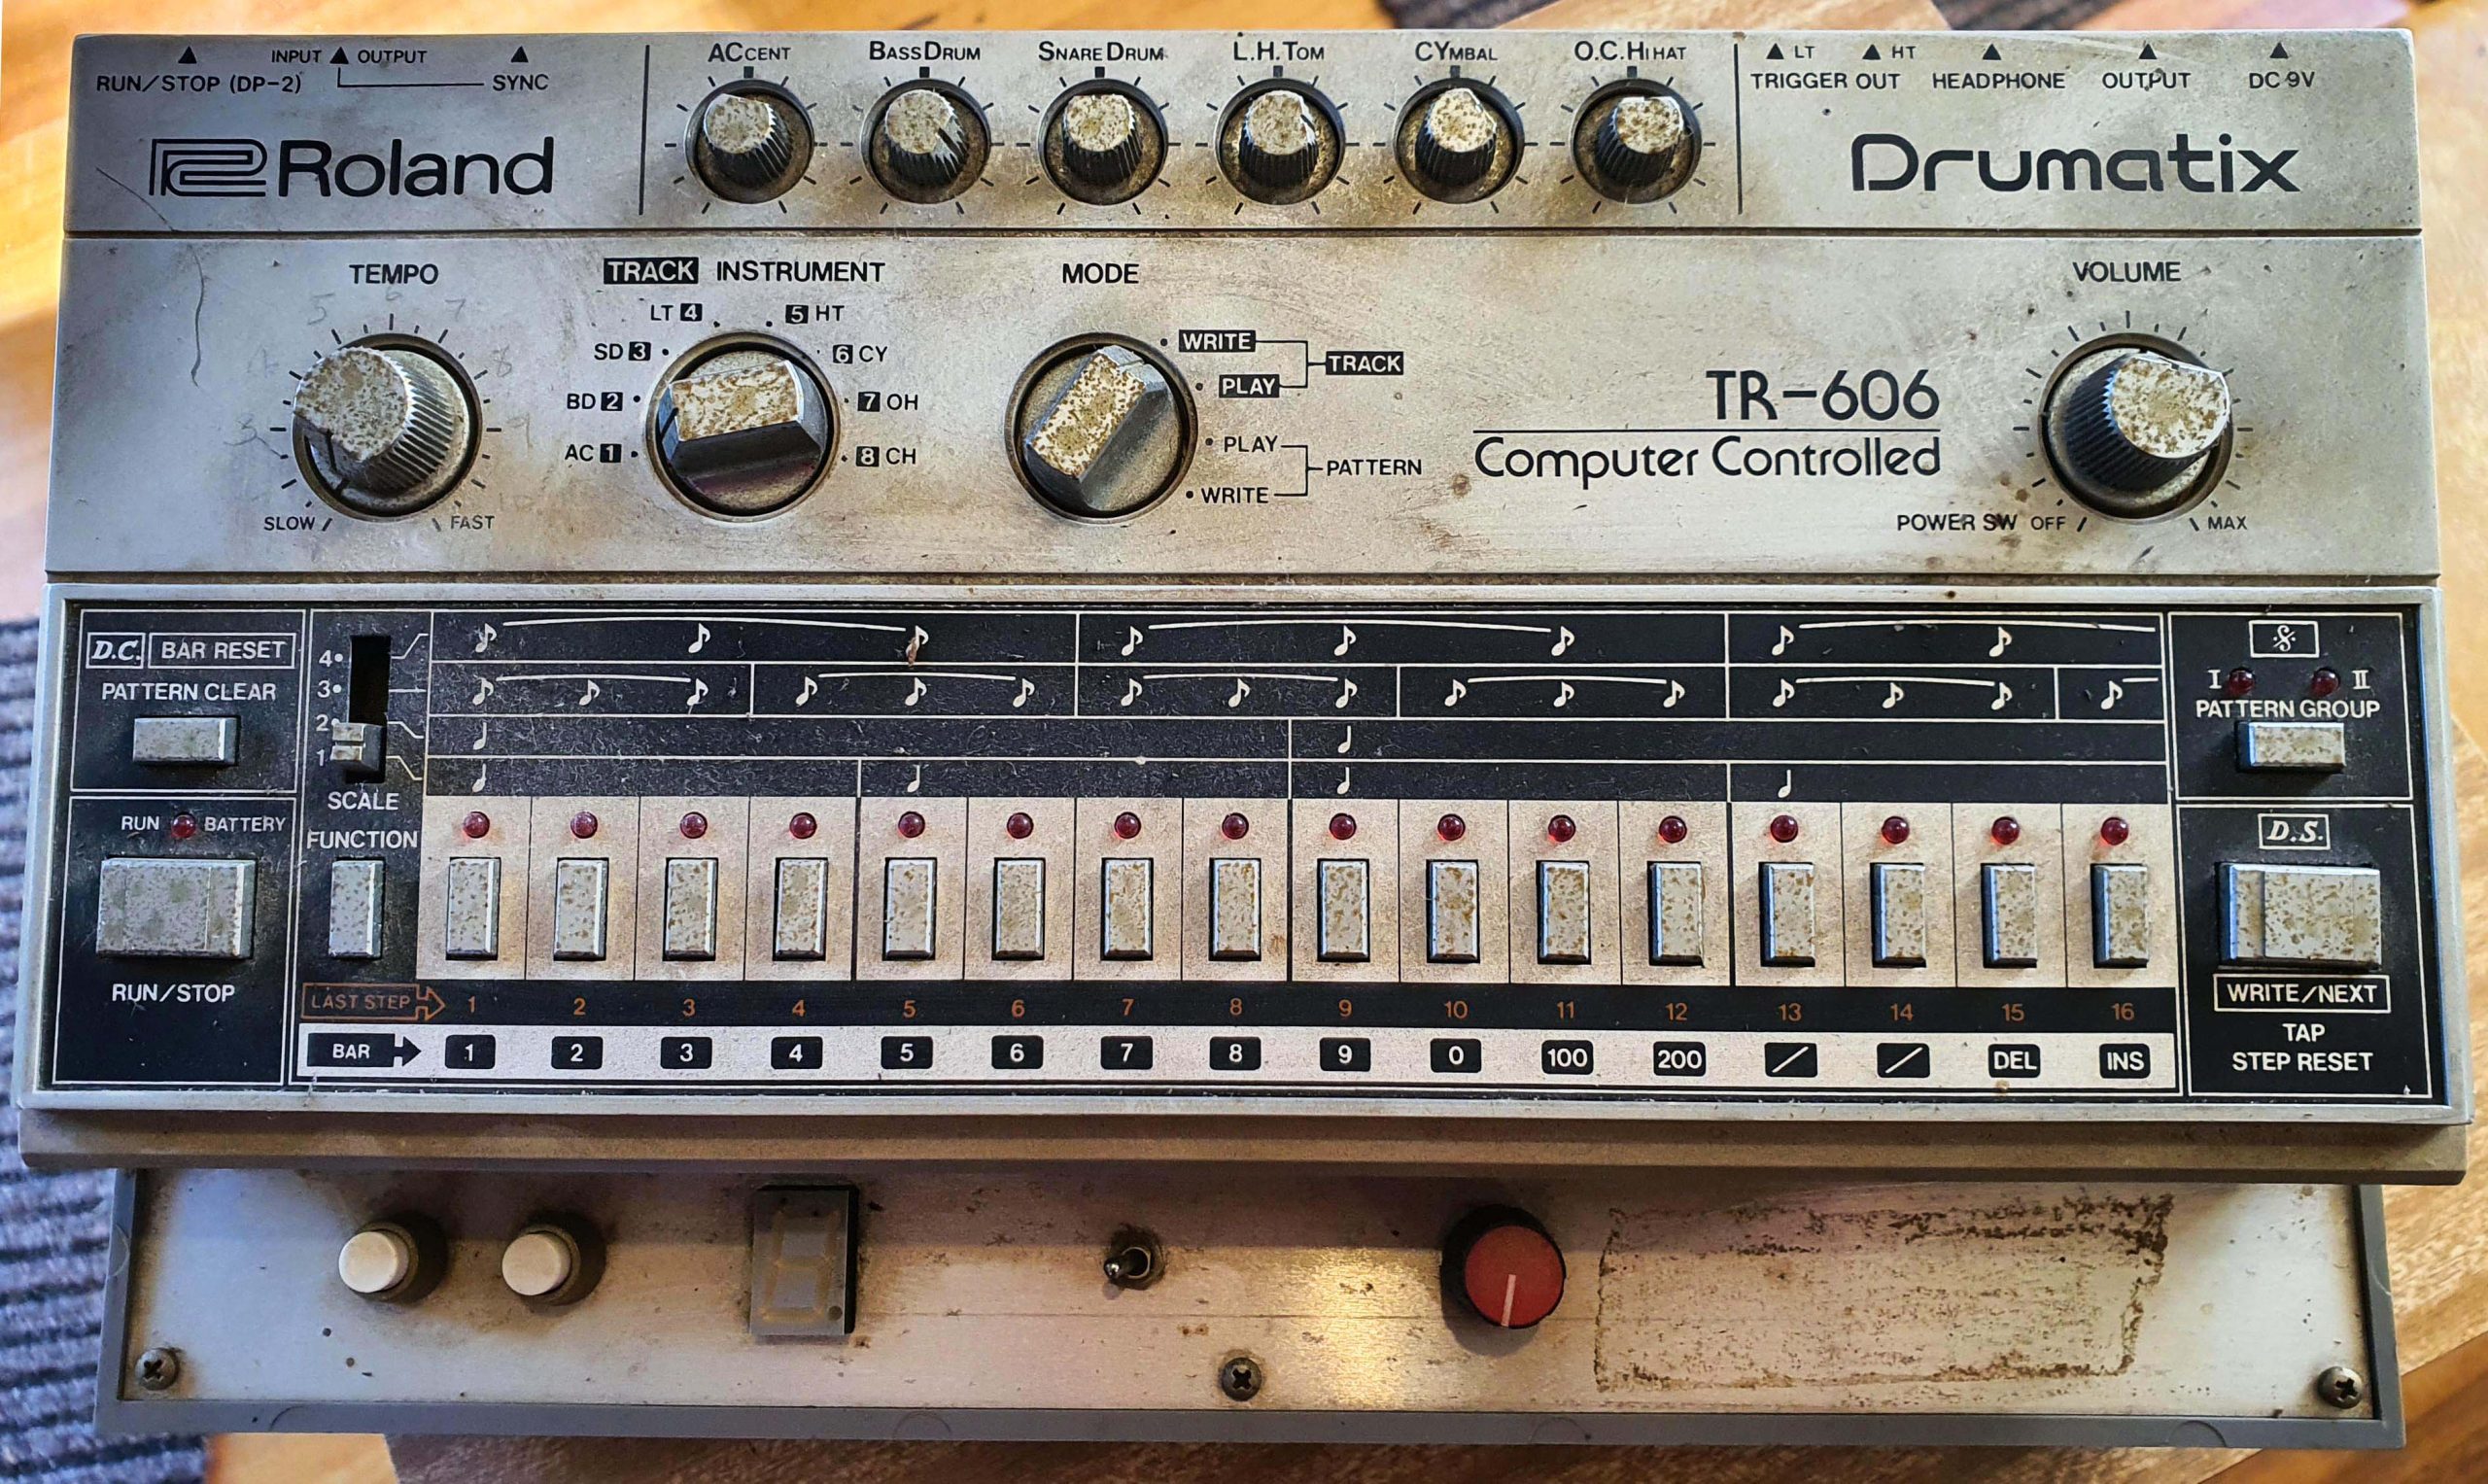 INPUT OUTPUT
RUN/STOP (DP-2) SYNC
Roland
ACCENT BASS DRUM SNARE DRUM L.H.TOM CYMBAL O.C.HIHAT
LT HT
TRIGGER OUT HEADPHONE OUTPUT DC 9V
Drumatix
TEMPO
5 6 7
8
3
9
SLOW FAST
TRACK INSTRUMENT
LT 4 5 HT
SD 3 6 CY
BD 2 7 OH
AC 1 8 CH
MODE
WRITE
PLAY
TRACK
PLAY
WRITE
PATTERN
TR-606
Computer Controlled
VOLUME
POWER SW OFF MAX
D.C. BAR RESET
PATTERN CLEAR
RUN BATTERY
RUN/STOP
4
3
2
1
SCALE
FUNCTION
I II
PATTERN GROUP
D.S.
WRITE/NEXT
TAP
STEP RESET
LAST STEP 1 2 3 4 5 6 7 8 9 10 11 12 13 14 15 16
BAR 1 2 3 4 5 6 7 8 9 0 100 200 / / DEL INS